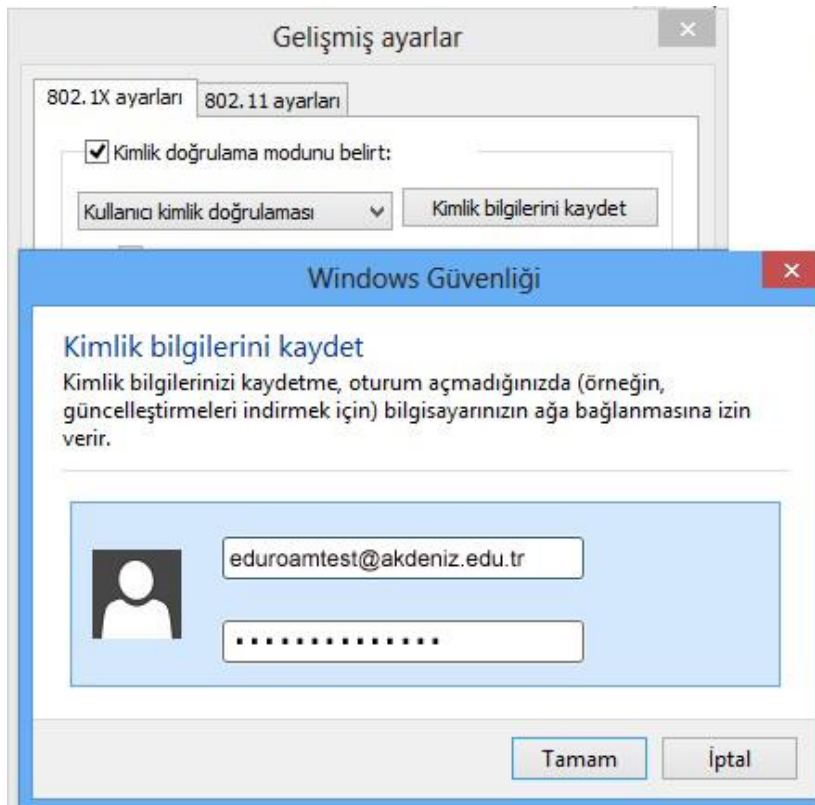 Gelişmiş ayarlar
802.1X ayarları 802.11 ayarları
Kimlik doğrulama modunu belirt:
Kullanıcı kimlik doğrulaması Kimlik bilgilerini kaydet
Windows Güvenliği
Kimlik bilgilerini kaydet
Kimlik bilgilerinizi kaydetme, oturum açmadığınızda (örneğin,
güncelleştirmeleri indirmek için) bilgisayarınızın ağa bağlanmasına izin
verir.
eduroamtest@akdeniz.edu.tr
Tamam İptal